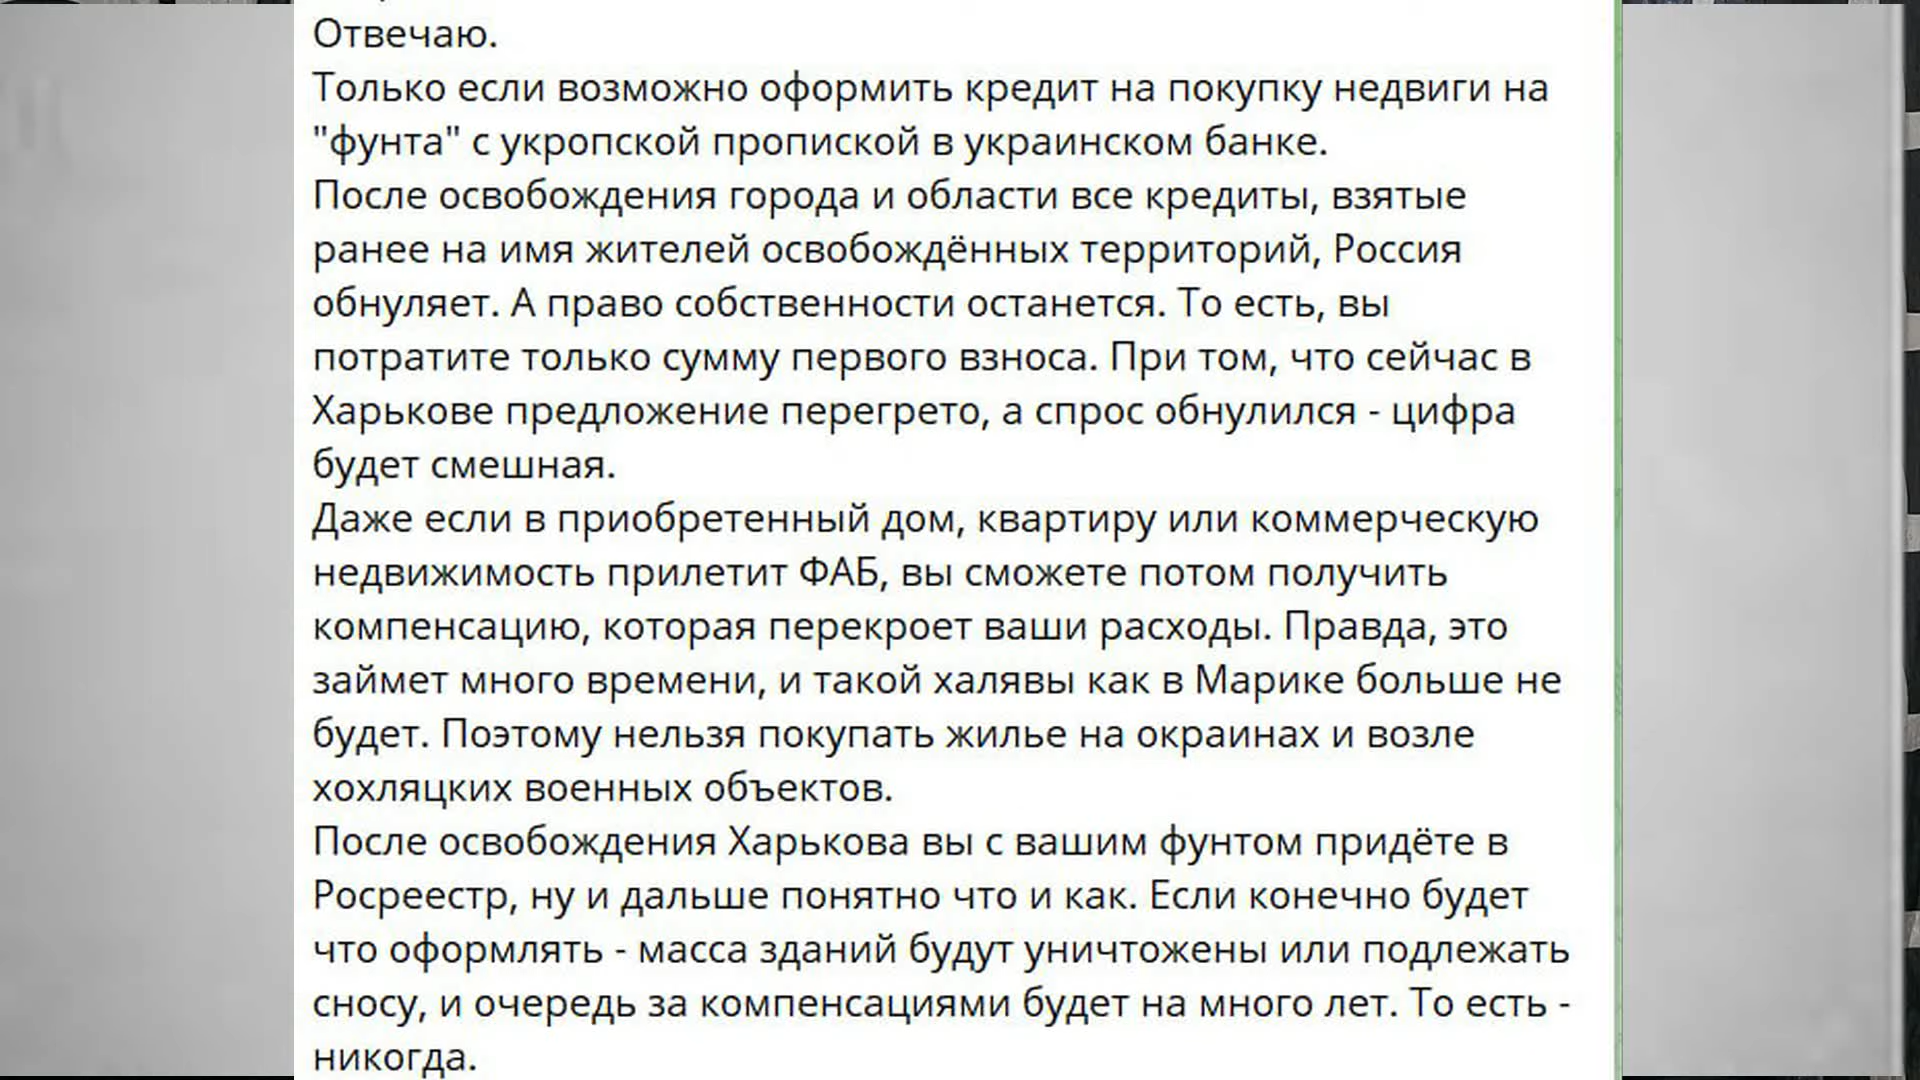 Отвечаю.
Только если возможно оформить кредит на покупку недвиги на
"фунта" с укропской пропиской в украинском банке.
После освобождения города и области все кредиты, взятые
ранее на имя жителей освобождённых территорий, Россия
обнуляет. А право собственности останется. То есть, вы
потратите только сумму первого взноса. При том, что сейчас в
Харькове предложение перегрето, а спрос обнулился - цифра
будет смешная.
Даже если в приобретенный дом, квартиру или коммерческую
недвижимость прилетит ФАБ, вы сможете потом получить
компенсацию, которая перекроет ваши расходы. Правда, это
займет много времени, и такой халявы как в Марике больше не
будет. Поэтому нельзя покупать жилье на окраинах и возле
хохляцких военных объектов.
После освобождения Харькова вы с вашим фунтом придёте в
Росреестр, ну и дальше понятно что и как. Если конечно будет
что оформлять - масса зданий будут уничтожены или подлежать
сносу, и очередь за компенсациями будет на много лет. То есть -
никогда.